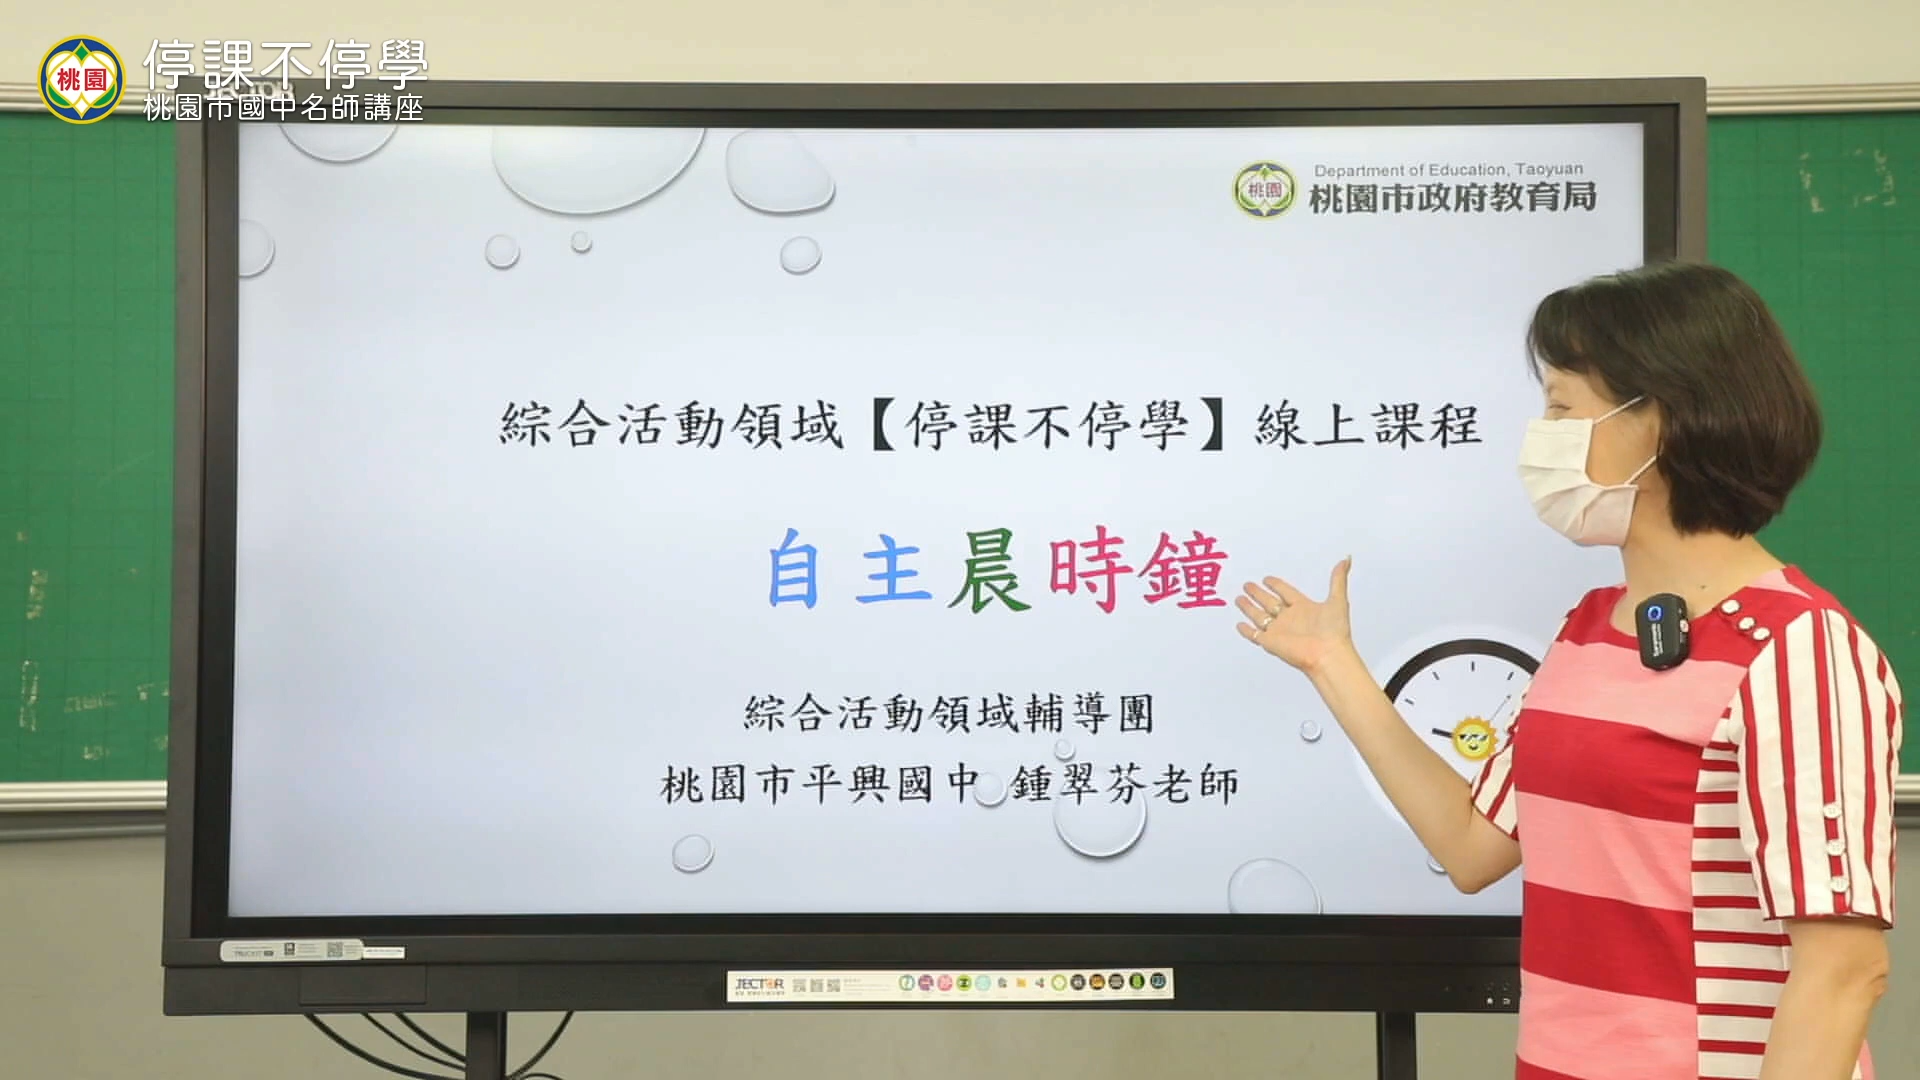 桃園
停課不停學
桃園市國中名師講座
桃園
Department of Education, Taoyuan
桃園市政府教育局
綜合活動領域【停課不停學】線上課程
自主晨時鐘
綜合活動領域輔導團
桃園市平興國中 鍾翠芬老師
JECTOR